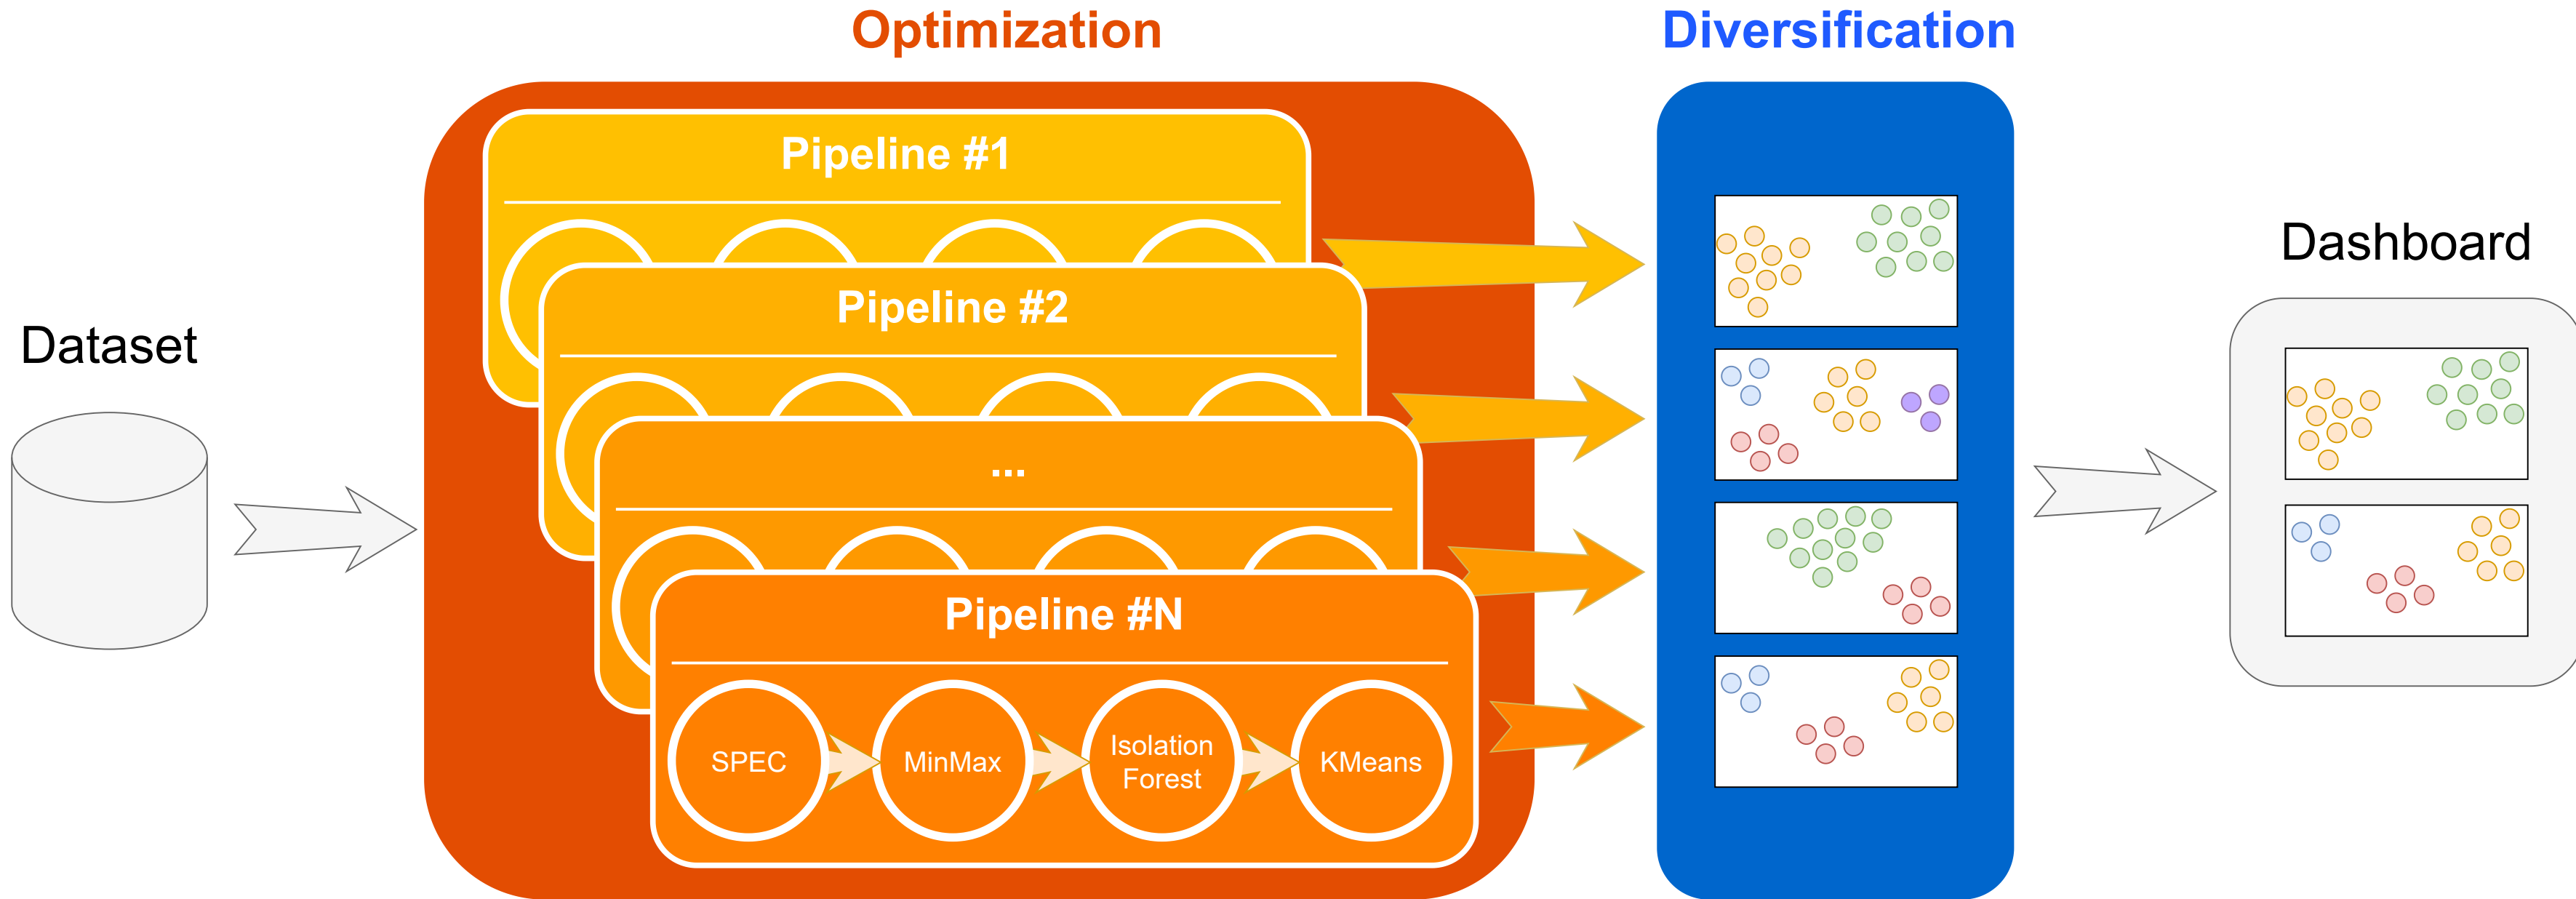 Optimization
Diversification
Dataset
Pipeline #1
Pipeline #2
...
Pipeline #N
SPEC
MinMax
Isolation
Forest
KMeans
Dashboard